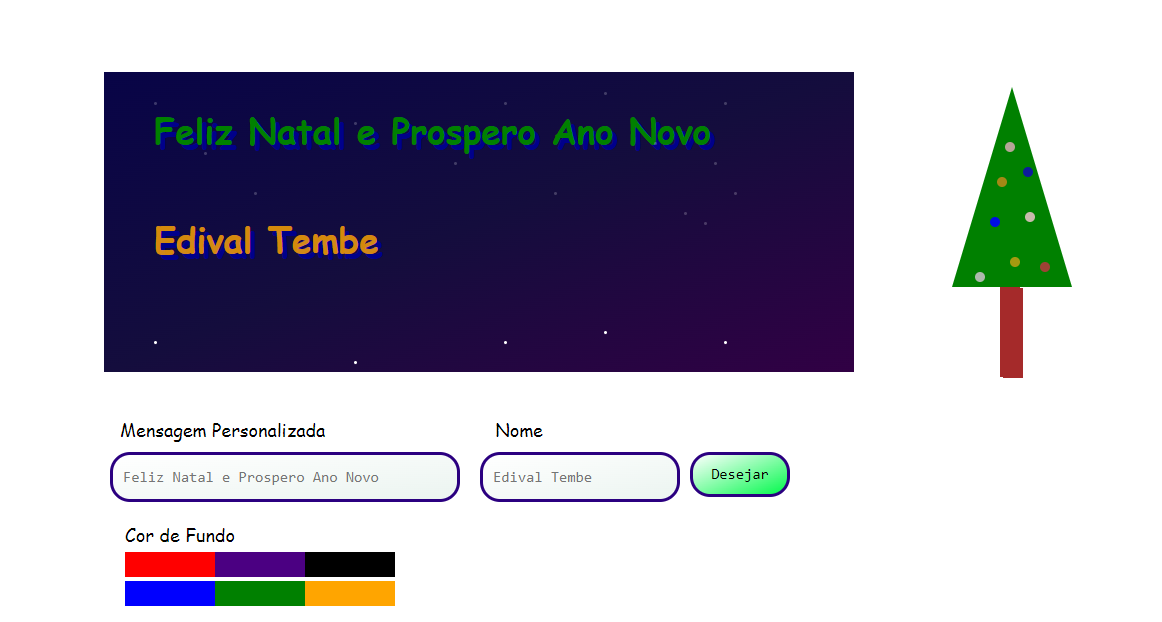 Feliz Natal e Prospero Ano Novo
Edival Tembe
Mensagem Personalizada
Nome
Feliz Natal e Prospero Ano Novo
Edival Tembe
Desejar
Cor de Fundo